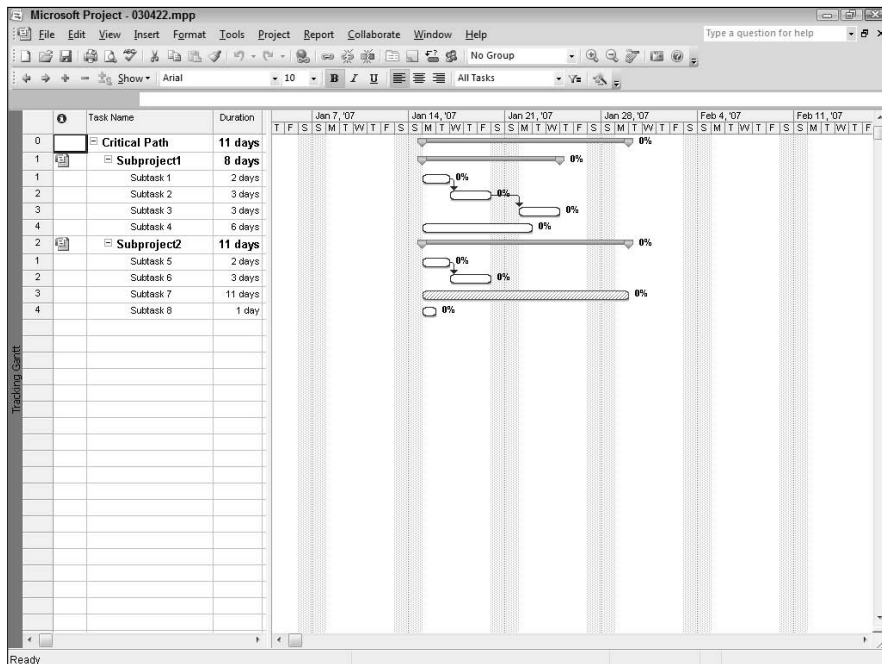 Microsoft Project - 030422.mpp
File Edit View Insert Format Tools Project Report Collaborate Window Help
Type a question for help
No Group
Show Arial 10 B I U All Tasks
Task Name Duration
Jan 7, '07 Jan 14, '07 Jan 21, '07 Jan 28, '07 Feb 4, '07 Feb 11, '07
T F S S M T W T F S S M T W T F S S M T W T F S S M T W T F S S M T W T F S S M T W T F
0 Critical Path 11 days 0%
1 Subproject1 8 days 0%
1 Subtask 1 2 days 0%
2 Subtask 2 3 days 0%
3 Subtask 3 3 days 0%
4 Subtask 4 6 days 0%
2 Subproject2 11 days 0%
1 Subtask 5 2 days 0%
2 Subtask 6 3 days 0%
3 Subtask 7 11 days 0%
4 Subtask 8 1 day 0%
Tracking Gantt
Ready